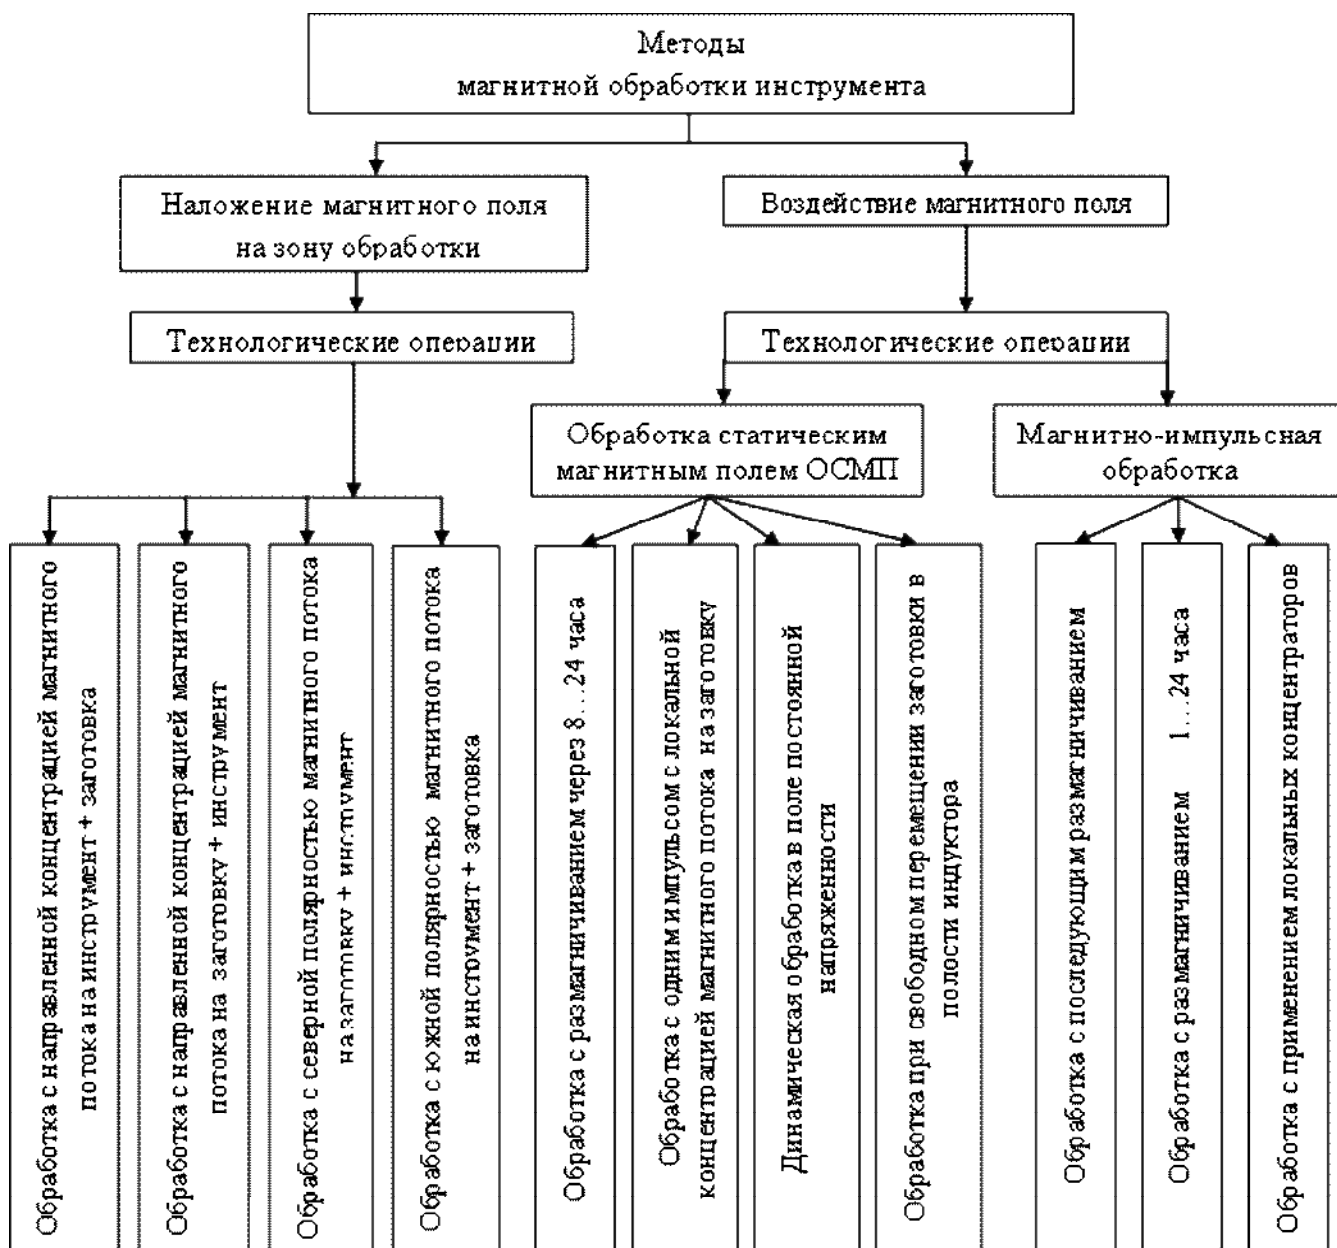 Методы
магнитной обработки инструмента
Наложение магнитного поля
на зону обработки
Воздействие магнитного поля
Технологические операции
Технологические операции
Обработка статическим
магнитным полем ОСМП
Магнитно-импульсная
обработка
Обработка с направленной концентрацией магнитного
потока на инструмент + заготовка
Обработка с направленной концентрацией магнитного
потока на заготовку + инструмент
Обработка с северной полярностью магнитного потока
на заготовку + инструмент
Обработка с южной полярностью магнитного потока
на инструмент + заготовка
Обработка с размагничиванием через 8...24 часа
Обработка с одним импульсом с локальной
концентрацией магнитного потока на заготовку
Динамическая обработка в поле постоянной
напряженности
Обработка при свободном перемещении заготовки в
полости индуктора
Обработка с последующим размагничиванием
Обработка с размагничиванием 1...24 часа
Обработка с применением локальных концентраторов